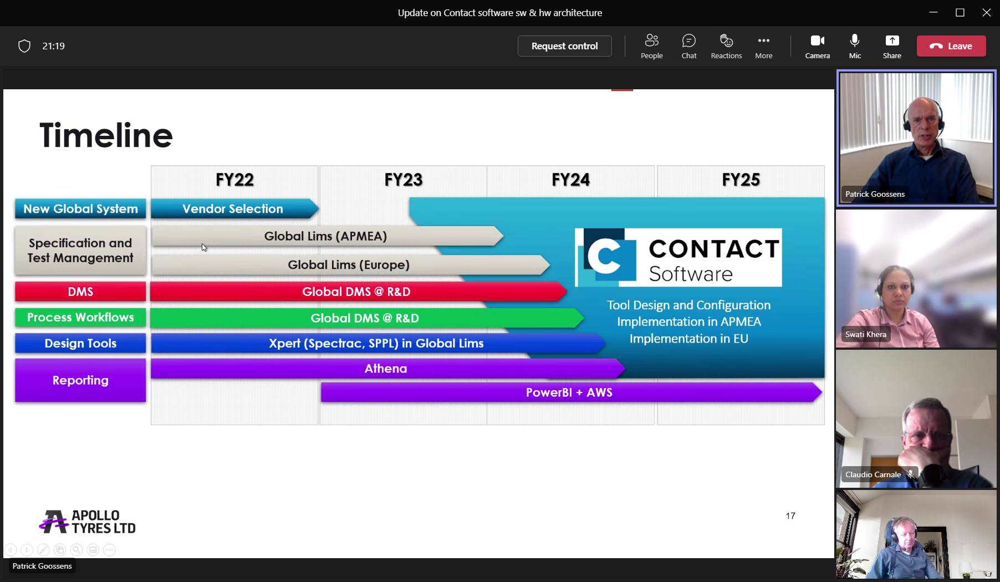 Update on Contact software sw & hw architecture
21:19
Request control
People
Chat
Reactions
More
Camera
Mic
Share
Leave
Timeline
FY22
FY23
FY24
FY25
New Global System
Vendor Selection
Specification and
Test Management
Global Lims (APMEA)
Global Lims (Europe)
DMS
Global DMS @ R&D
Process Workflows
Global DMS @ R&D
Design Tools
Xpert (Spectrac, SPPL) in Global Lims
Reporting
Athena
PowerBI + AWS
C
CONTACT
Software
Tool Design and Configuration
Implementation in APMEA
Implementation in EU
APOLLO
TYRES LTD
17
Patrick Goossens
Patrick Goossens
Swati Khera
Claudio Carnale